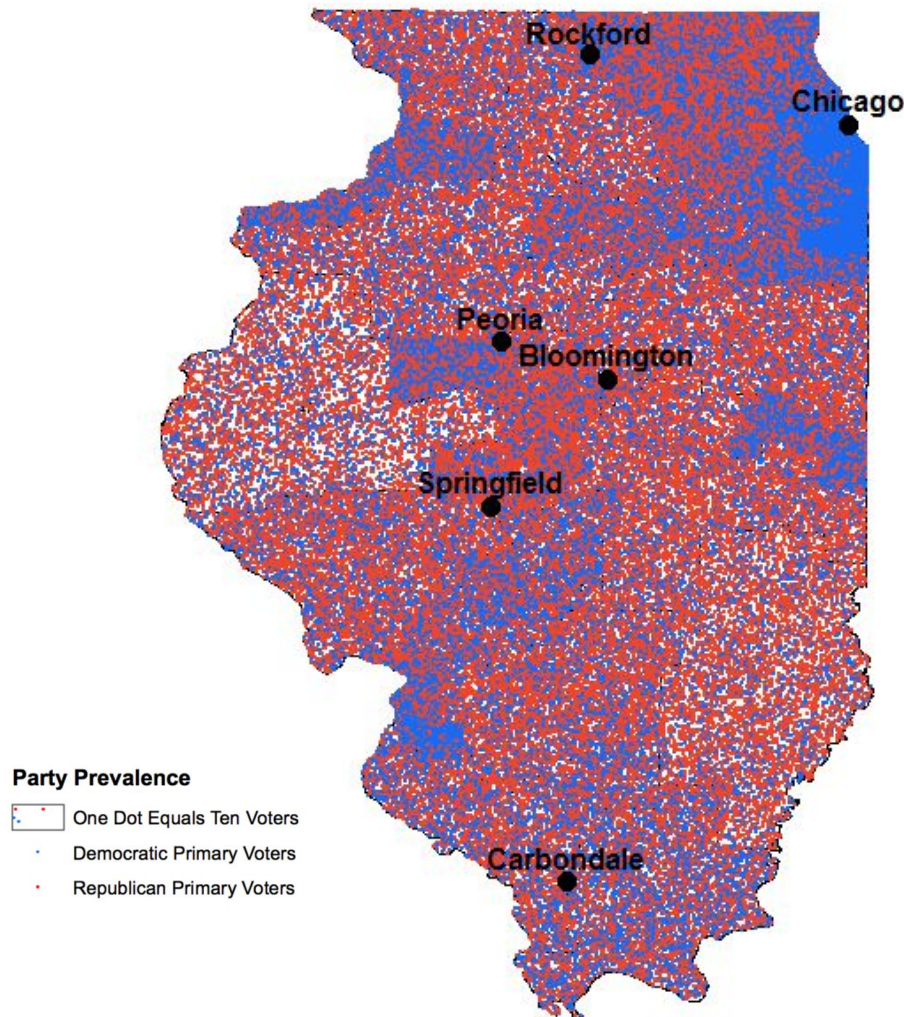 Rockford
Chicago
Peoria
Bloomington
Springfield
Carbondale
Party Prevalence
One Dot Equals Ten Voters
Democratic Primary Voters
Republican Primary Voters